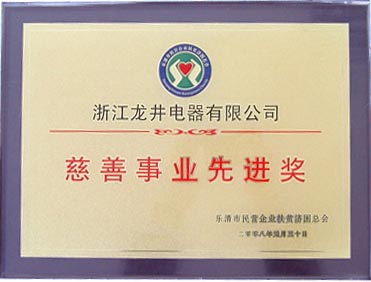 浙江龙井电器有限公司
慈善事业先进奖
乐清市民营企业扶贫济困总会